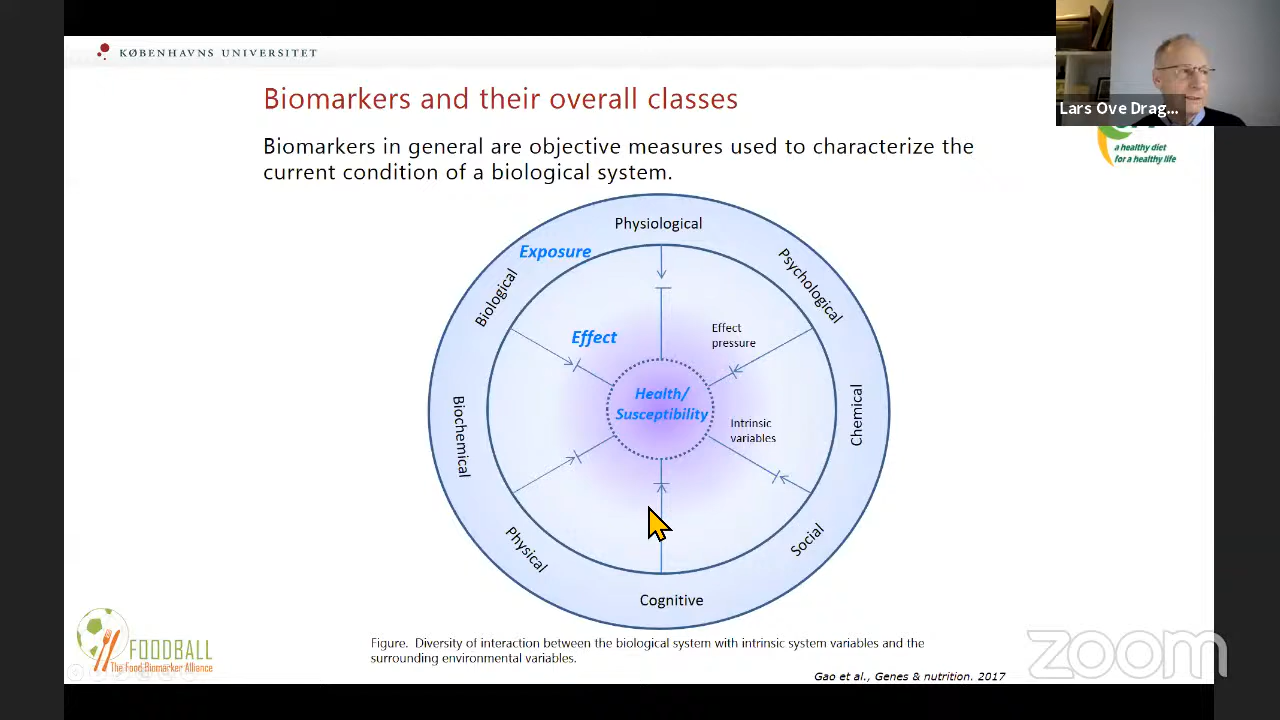 KØBENHAVNS UNIVERSITET
Lars Ove Drag...
a healthy diet
for a healthy life
Biomarkers and their overall classes
Biomarkers in general are objective measures used to characterize the
current condition of a biological system.
Physiological
Exposure
Psychological
Biological
Effect
Effect
pressure
Health/
Susceptibility
Intrinsic
variables
Biochemical
Chemical
Physical
Social
Cognitive
FOODBALL
The Food Biomarker Alliance
Figure. Diversity of interaction between the biological system with intrinsic system variables and the
surrounding environmental variables.
Gao et al., Genes & nutrition. 2017
zoom